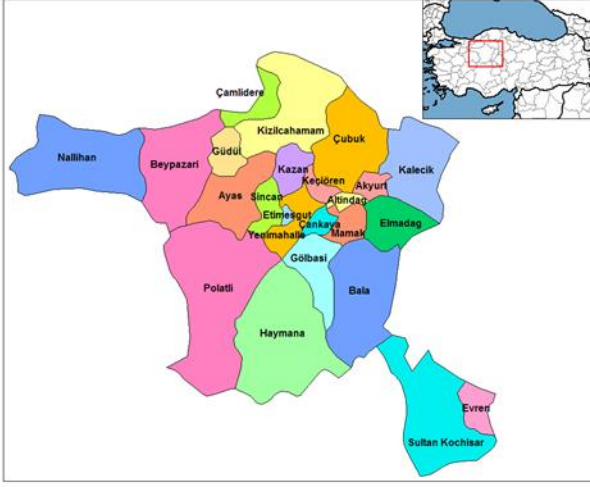 Çamlidere
Kizilcahamam
Çubuk
Nallihan
Beypazari
Güdül
Kazan
Kalecik
Keçiören
Akyurt
Ayas
Sincan
Altindag
Etimesgut
Çankaya
Elmadag
Yenimahalle
Mamak
Gölbasi
Polatli
Bala
Haymana
Evren
Sultan Kochisar